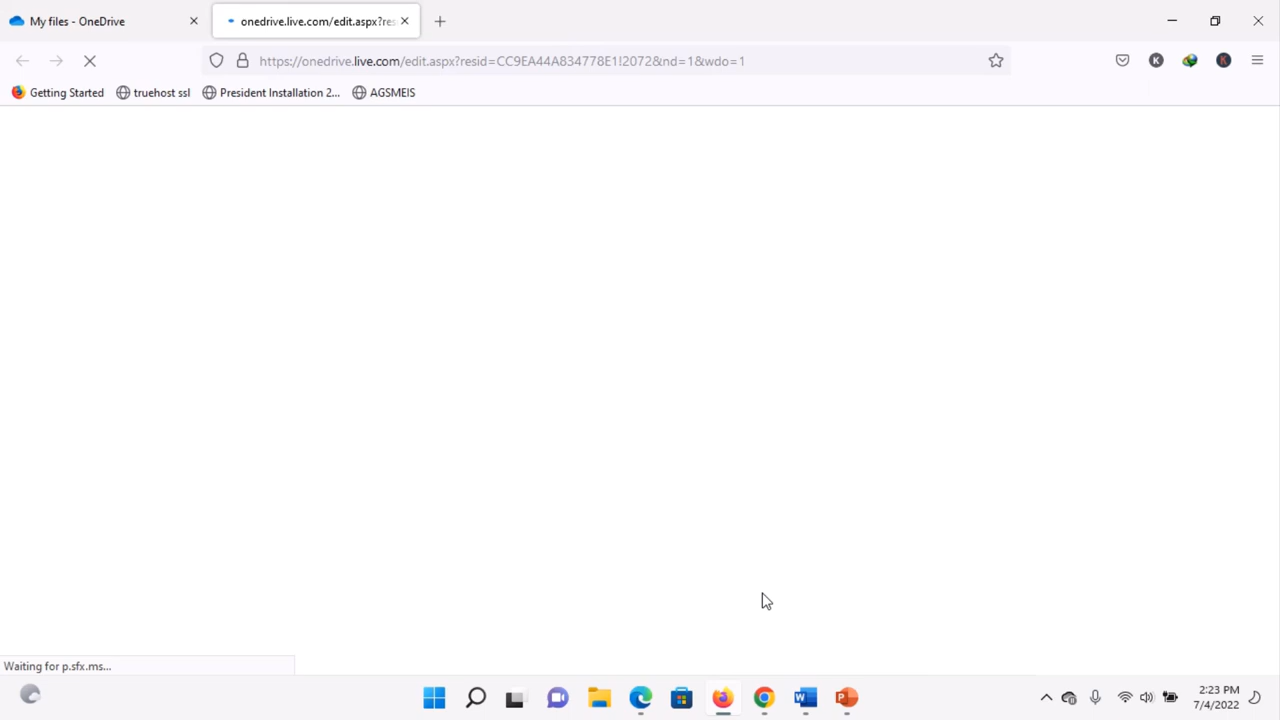 My files - OneDrive
onedrive.live.com/edit.aspx?res
https://onedrive.live.com/edit.aspx?resid=CC9EA44A834778E1!2072&nd=1&wdo=1
K
K
Getting Started
truehost ssl
President Installation 2...
AGSMEIS
Waiting for p.sfx.ms...
2:23 PM
7/4/2022